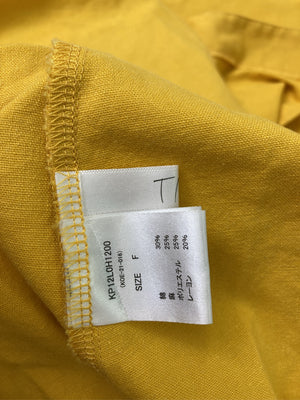 KP12L0H1200
(KOE-21-016)
SIZE F
綿 30%
麻 25%
ポリエステル 25%
レーヨン 20%